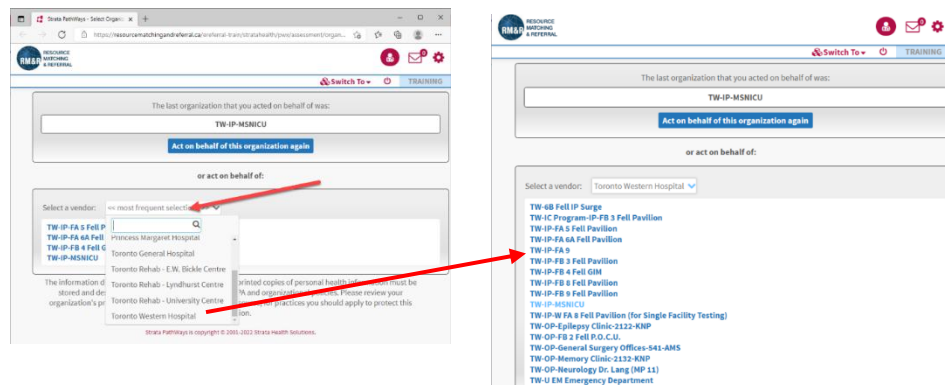 Strata PathWays - Select Organiz
https://resourcematchingandreferral.ca/
RM&R
RESOURCE
MATCHING
& REFERRAL
Switch To
TRAINING
The last organization that you acted on behalf of was:
TW-IP-MSNICU
Act on behalf of this organization again
or act on behalf of:
Select a vendor:
<< most frequent selection
TW-IP-FA 5 Fell P
TW-IP-FA 6A Fell
TW-IP-FB 4 Fell G
TW-IP-MSNICU
Princess Margaret Hospital
Toronto General Hospital
Toronto Rehab - E.W. Bickle Centre
Toronto Rehab - Lyndhurst Centre
Toronto Rehab - University Centre
Toronto Western Hospital
The information d
printed copies of personal health information must be
stored and de
and organizational policies. Please review your
organization's pr
for practices you should apply to protect this
Strata PathWays is copyright © 2001-2022 Strata Health Solutions.
RM&R
RESOURCE
MATCHING
& REFERRAL
Switch To
TRAINING
The last organization that you acted on behalf of was:
TW-IP-MSNICU
Act on behalf of this organization again
or act on behalf of:
Select a vendor: Toronto Western Hospital
TW-6B Fell IP Surge
TW-IC Program-IP-FB 3 Fell Pavilion
TW-IP-FA 5 Fell Pavilion
TW-IP-FA 6A Fell Pavilion
TW-IP-FA 9
TW-IP-FB 3 Fell Pavilion
TW-IP-FB 4 Fell GIM
TW-IP-FB 8 Fell Pavilion
TW-IP-FB 9 Fell Pavilion
TW-IP-MSNICU
TW-IP-W FA 8 Fell Pavilion (for Single Facility Testing)
TW-OP-Epilepsy Clinic-2122-KNP
TW-OP-FB 2 Fell P.O.C.U.
TW-OP-General Surgery Offices-541-AMS
TW-OP-Memory Clinic-2132-KNP
TW-OP-Neurology Dr. Lang (MP 11)
TW-U EM Emergency Department